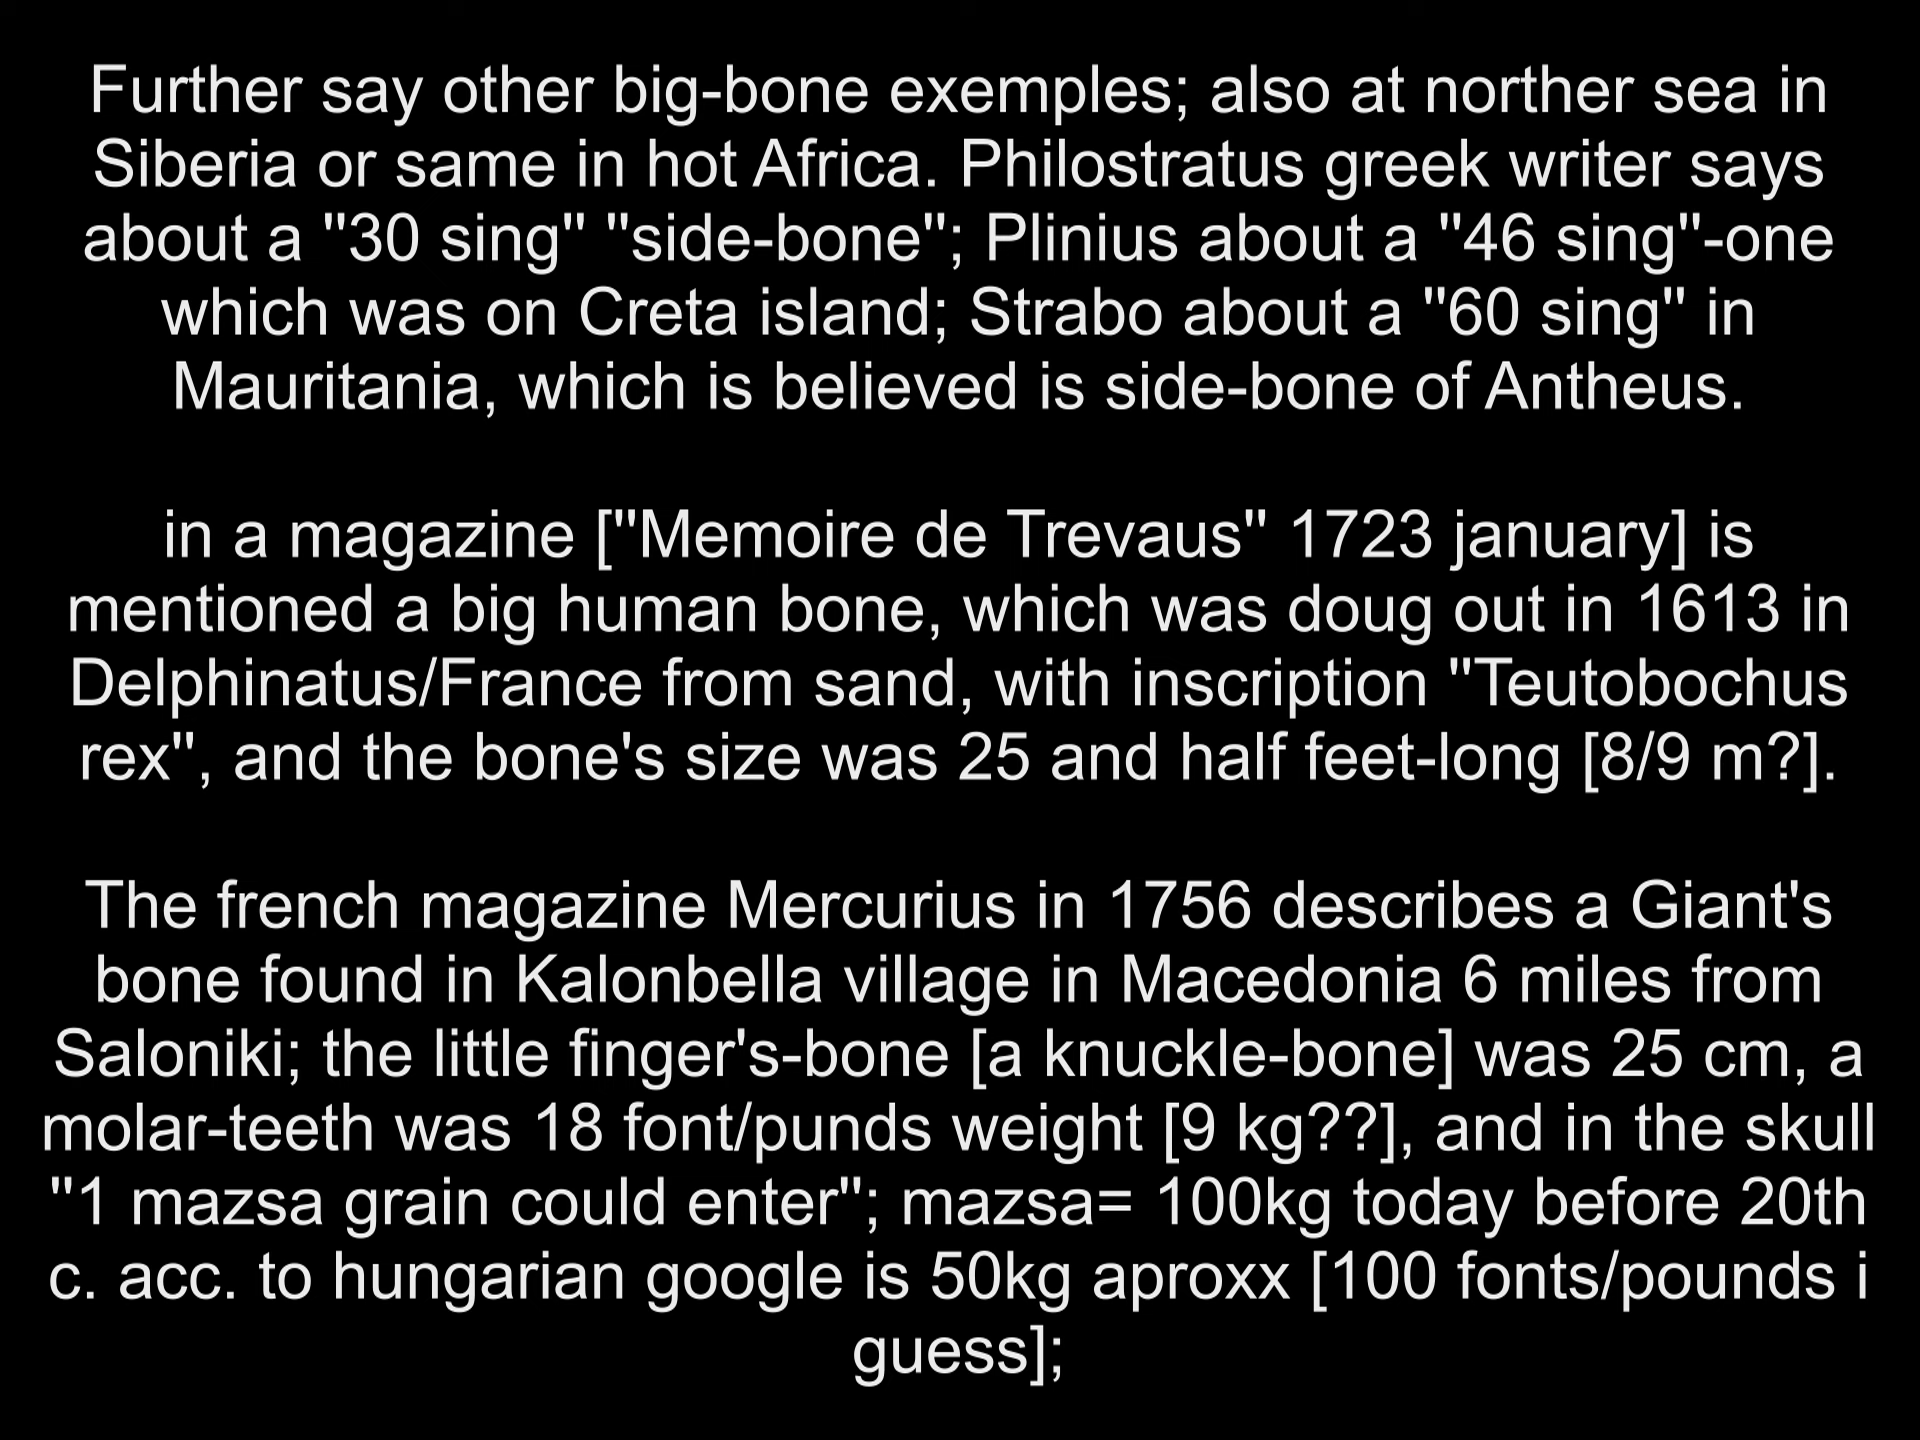 Further say other big-bone exemples; also at norther sea in
Siberia or same in hot Africa. Philostratus greek writer says
about a "30 sing" "side-bone"; Plinius about a "46 sing"-one
which was on Creta island; Strabo about a "60 sing" in
Mauritania, which is believed is side-bone of Antheus.
in a magazine ["Memoire de Trevaus" 1723 january] is
mentioned a big human bone, which was doug out in 1613 in
Delphinatus/France from sand, with inscription "Teutobochus
rex", and the bone's size was 25 and half feet-long [8/9 m?].
The french magazine Mercurius in 1756 describes a Giant's
bone found in Kalonbella village in Macedonia 6 miles from
Saloniki; the little finger's-bone [a knuckle-bone] was 25 cm, a
molar-teeth was 18 font/punds weight [9 kg??], and in the skull
"1 mazsa grain could enter"; mazsa= 100kg today before 20th
c. acc. to hungarian google is 50kg aproxx [100 fonts/pounds i
guess];